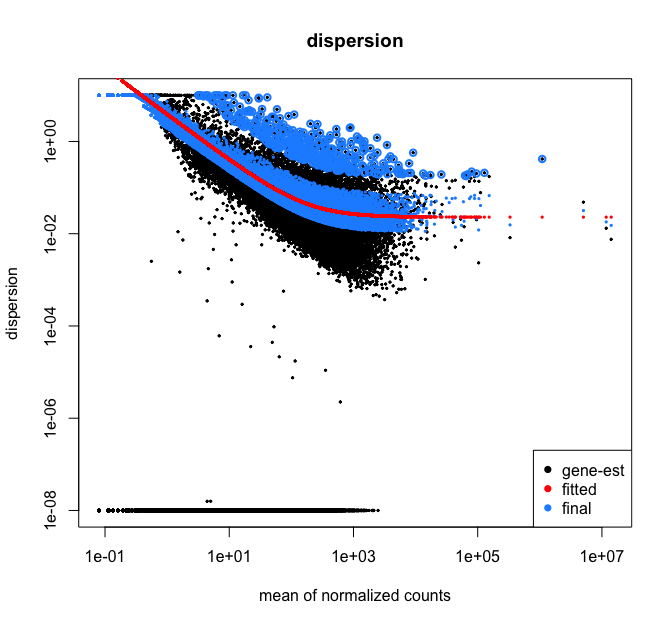 dispersion
dispersion
1e+00
1e-02
1e-04
1e-06
1e-08
gene-est
fitted
final
1e-01
1e+01
1e+03
1e+05
1e+07
mean of normalized counts